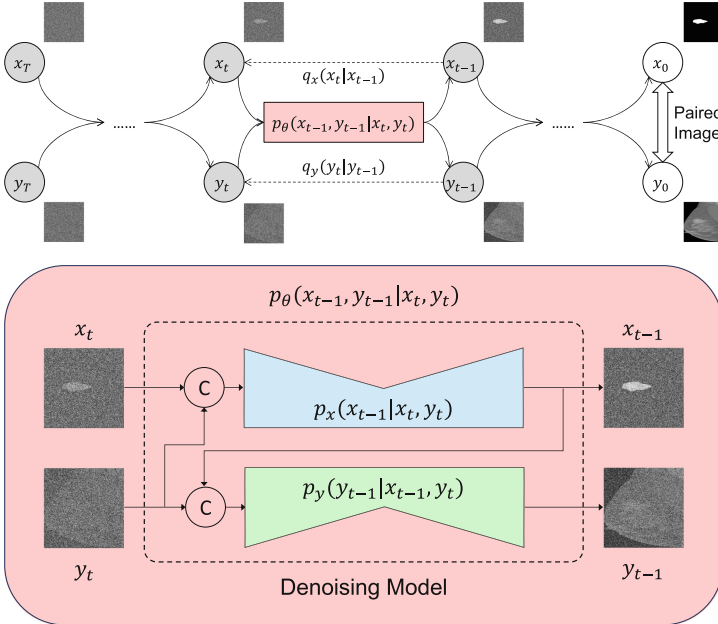 x_T
x_t
x_{t-1}
x_0
q_x(x_t|x_{t-1})
p_θ(x_{t-1}, y_{t-1}|x_t, y_t)
......
......
Paired
Image
q_y(y_t|y_{t-1})
y_T
y_t
y_{t-1}
y_0
p_θ(x_{t-1}, y_{t-1}|x_t, y_t)
x_t
x_{t-1}
C
p_x(x_{t-1}|x_t, y_t)
C
p_y(y_{t-1}|x_{t-1}, y_t)
y_t
y_{t-1}
Denoising Model